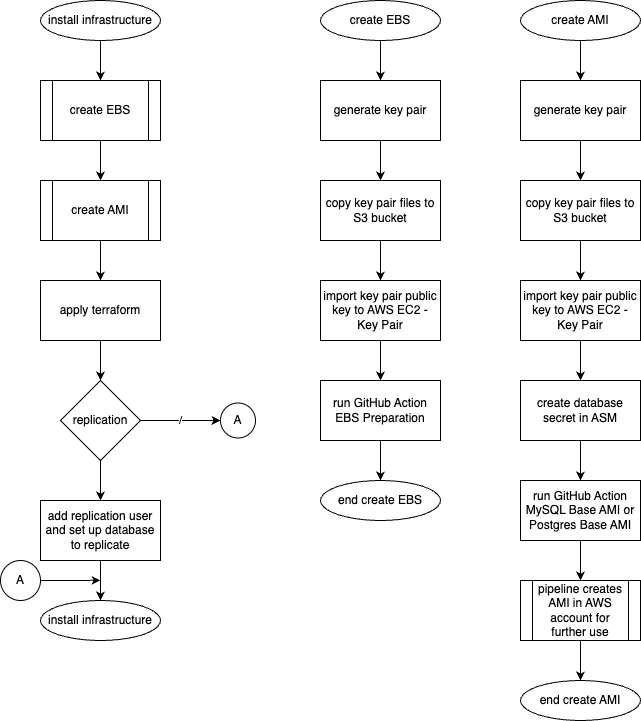 install infrastructure
create EBS
create AMI
apply terraform
replication
/
A
add replication user
and set up database
to replicate
A
install infrastructure
create EBS
generate key pair
copy key pair files to
S3 bucket
import key pair public
key to AWS EC2 -
Key Pair
run GitHub Action
EBS Preparation
end create EBS
create AMI
generate key pair
copy key pair files to
S3 bucket
import key pair public
key to AWS EC2 -
Key Pair
create database
secret in ASM
run GitHub Action
MySQL Base AMI or
Postgres Base AMI
pipeline creates
AMI in AWS
account for
further use
end create AMI